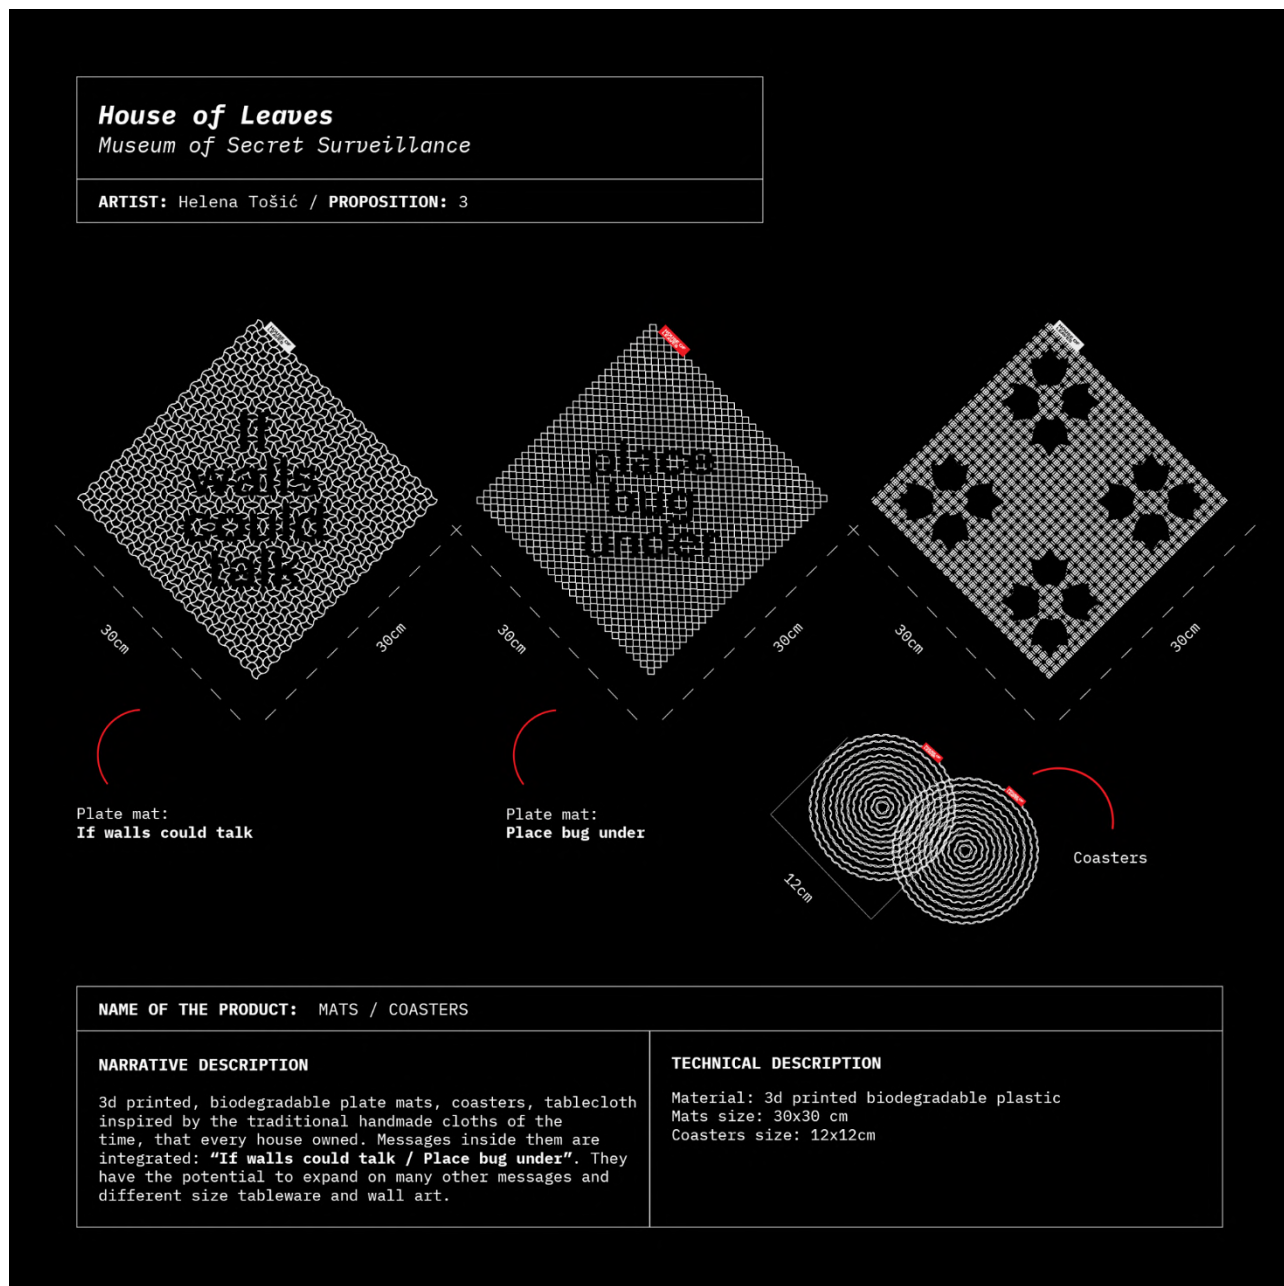 House of Leaves
Museum of Secret Surveillance
ARTIST: Helena Tošić / PROPOSITION: 3
If
walls
could
talk
place
bug
under
30cm
30cm
30cm
30cm
30cm
30cm
Plate mat:
If walls could talk
Plate mat:
Place bug under
12cm
Coasters
NAME OF THE PRODUCT: MATS / COASTERS
NARRATIVE DESCRIPTION
3d printed, biodegradable plate mats, coasters, tablecloth
inspired by the traditional handmade cloths of the
time, that every house owned. Messages inside them are
integrated: “If walls could talk / Place bug under”. They
have the potential to expand on many other messages and
different size tableware and wall art.
TECHNICAL DESCRIPTION
Material: 3d printed biodegradable plastic
Mats size: 30x30 cm
Coasters size: 12x12cm